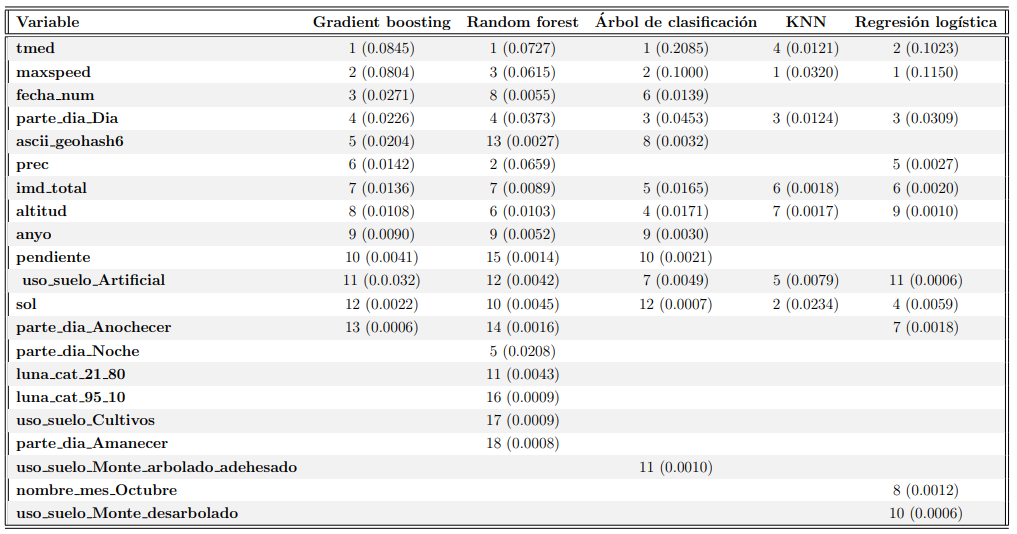 Variable Gradient boosting Random forest Árbol de clasificación KNN Regresión logística
tmed 1 (0.0845) 1 (0.0727) 1 (0.2085) 4 (0.0121) 2 (0.1023)
maxspeed 2 (0.0804) 3 (0.0615) 2 (0.1000) 1 (0.0320) 1 (0.1150)
fecha_num 3 (0.0271) 8 (0.0055) 6 (0.0139)
parte_dia_Dia 4 (0.0226) 4 (0.0373) 3 (0.0453) 3 (0.0124) 3 (0.0309)
ascii_geohash6 5 (0.0204) 13 (0.0027) 8 (0.0032)
prec 6 (0.0142) 2 (0.0659) 5 (0.0027)
imd_total 7 (0.0136) 7 (0.0089) 5 (0.0165) 6 (0.0018) 6 (0.0020)
altitud 8 (0.0108) 6 (0.0103) 4 (0.0171) 7 (0.0017) 9 (0.0010)
anyo 9 (0.0090) 9 (0.0052) 9 (0.0030)
pendiente 10 (0.0041) 15 (0.0014) 10 (0.0021)
uso_suelo_Artificial 11 (0.0.032) 12 (0.0042) 7 (0.0049) 5 (0.0079) 11 (0.0006)
sol 12 (0.0022) 10 (0.0045) 12 (0.0007) 2 (0.0234) 4 (0.0059)
parte_dia_Anochecer 13 (0.0006) 14 (0.0016) 7 (0.0018)
parte_dia_Noche 5 (0.0208)
luna_cat_21_80 11 (0.0043)
luna_cat_95_10 16 (0.0009)
uso_suelo_Cultivos 17 (0.0009)
parte_dia_Amanecer 18 (0.0008)
uso_suelo_Monte_arbolado_adehesado 11 (0.0010)
nombre_mes_Octubre 8 (0.0012)
uso_suelo_Monte_desarbolado 10 (0.0006)